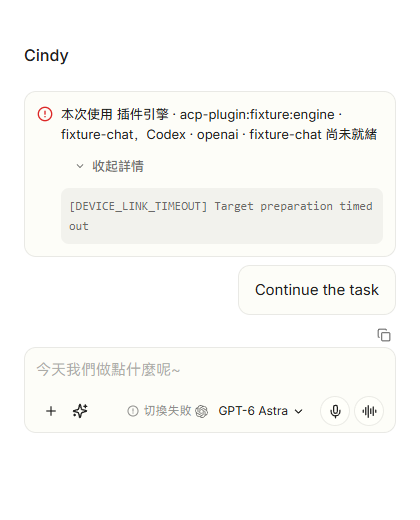 Cindy
本次使用 插件引擎 · acp-plugin:fixture:engine ·
fixture-chat，Codex · openai · fixture-chat 尚未就緒
收起詳情
[DEVICE_LINK_TIMEOUT] Target preparation timed
out
Continue the task
今天我們做點什麼呢~
切換失敗 GPT-6 Astra